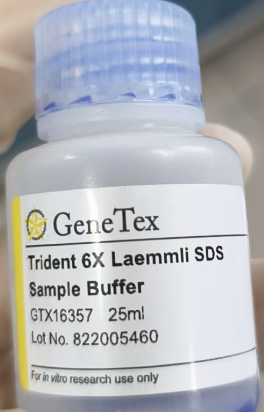 GeneTex
Trident 6X Laemmli SDS
Sample Buffer
GTX16357 25ml
Lot No. 822005460
For in vitro research use only